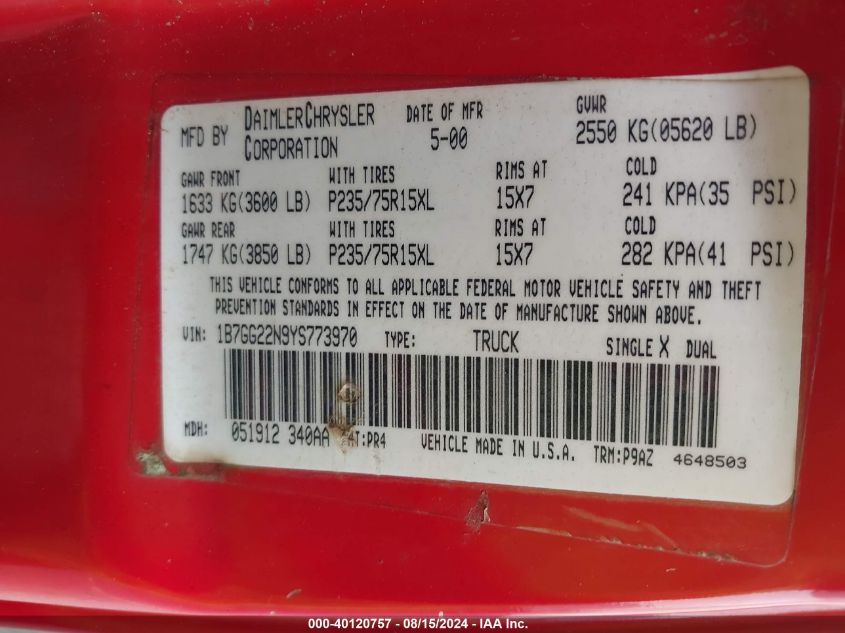 MFD BY DAIMLERCHRYSLER CORPORATION DATE OF MFR 5-00 GVWR 2550 KG(05620 LB)
GAWR FRONT WITH TIRES RIMS AT COLD
1633 KG(3600 LB) P235/75R15XL 15X7 241 KPA(35 PSI)
GAWR REAR WITH TIRES RIMS AT COLD
1747 KG(3850 LB) P235/75R15XL 15X7 282 KPA(41 PSI)
THIS VEHICLE CONFORMS TO ALL APPLICABLE FEDERAL MOTOR VEHICLE SAFETY AND THEFT
PREVENTION STANDARDS IN EFFECT ON THE DATE OF MANUFACTURE SHOWN ABOVE.
VIN: 1B7GG22N9YS773970 TYPE: TRUCK SINGLE X DUAL
MDH: 051912 340AA :PR4 VEHICLE MADE IN U.S.A. TRM:P9AZ 4648503
000-40120757 - 08/15/2024 - IAA Inc.